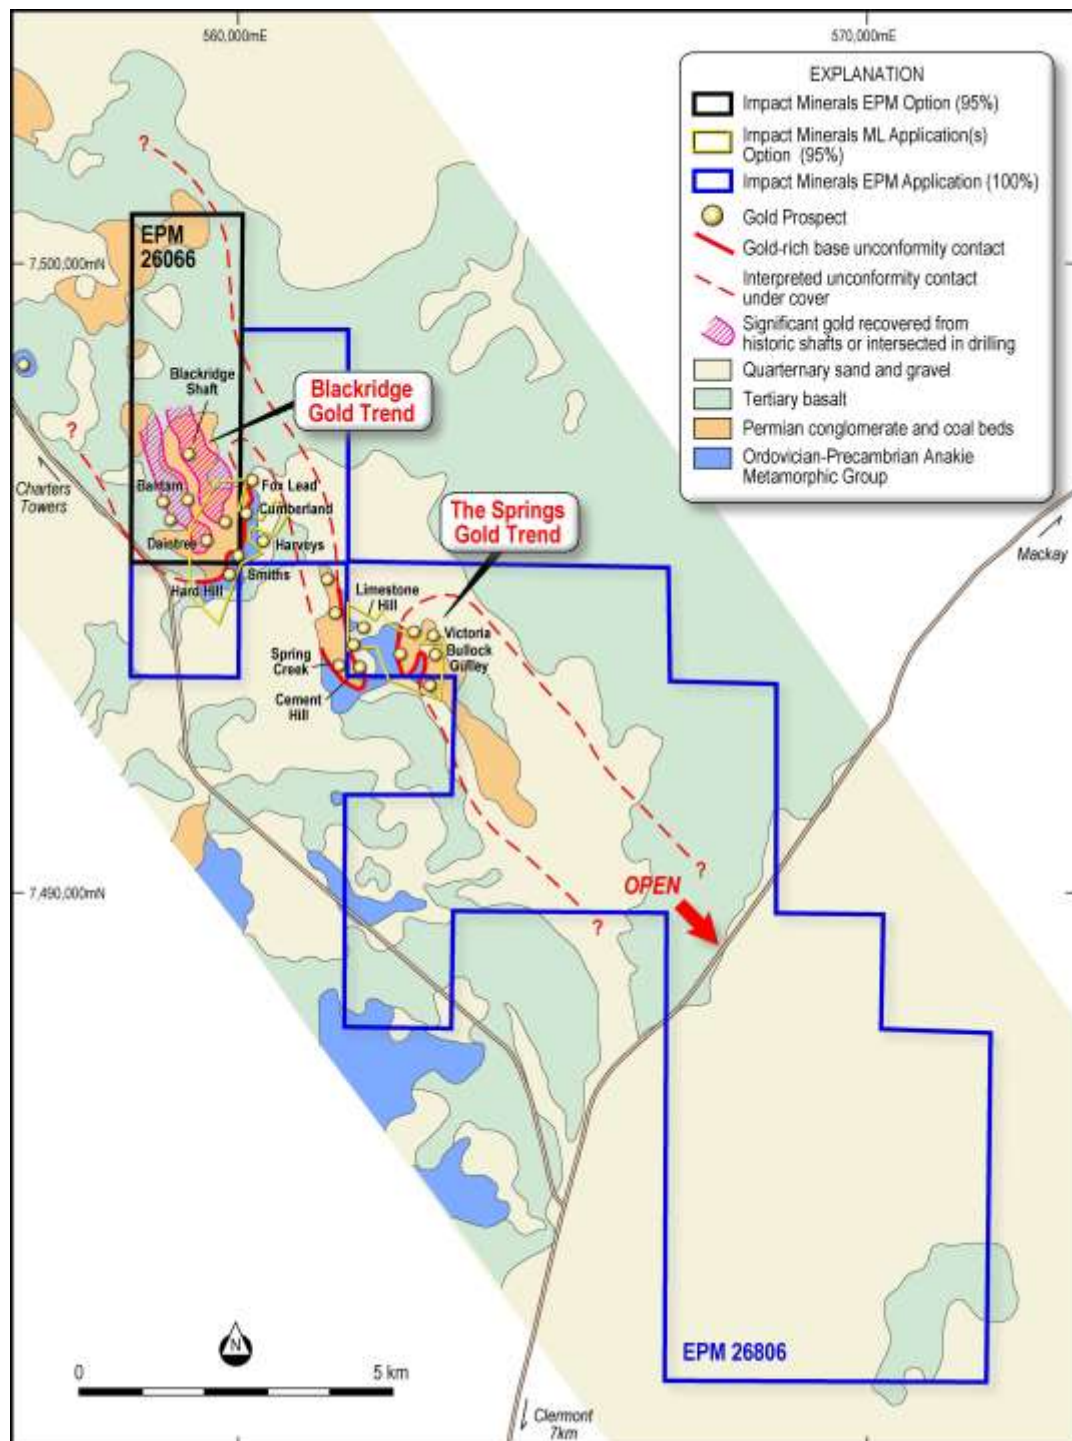 560,000mE
570,000mE
EXPLANATION
Impact Minerals EPM Option (95%)
Impact Minerals ML Application(s)
Option (95%)
Impact Minerals EPM Application (100%)
Gold Prospect
Gold-rich base unconformity contact
Interpreted unconformity contact
under cover
Significant gold recovered from
historic shafts or intersected in drilling
Quarternary sand and gravel
Tertiary basalt
Permian conglomerate and coal beds
Ordovician-Precambrian Anakie
Metamorphic Group
?
EPM
26066
7,500,000mN
Blackridge
Shaft
Blackridge
Gold Trend
?
Charters
Towers
Bantam
Fox Lead
Cumberland
The Springs
Gold Trend
Daintree
Harveys
Mackay
Smiths
Hard Hill
Limestone
Hill
Victoria
Bullock
Gulley
Spring
Creek
Cement
Hill
?
OPEN
7,490,000mN
?
N
EPM 26806
0
5 km
Clermont
7km